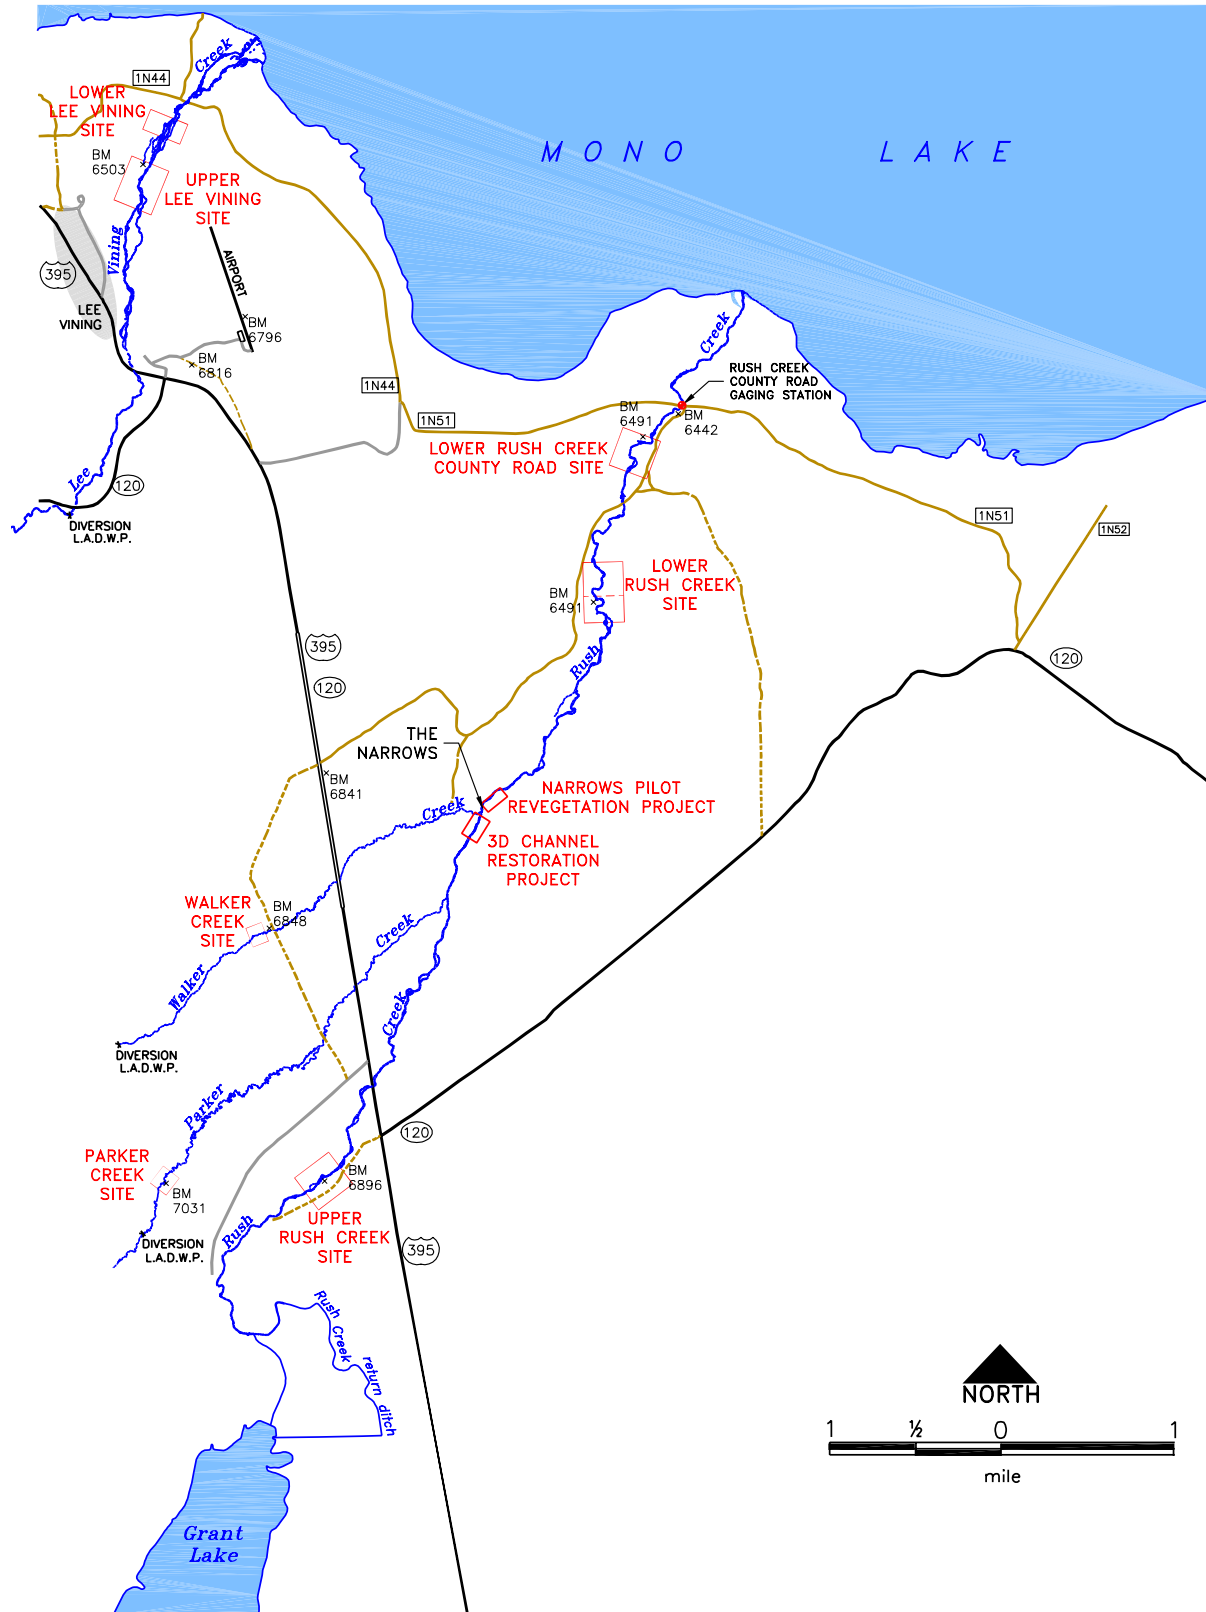 Creek
1N44
LOWER
LEE VINING
SITE
BM
6503
UPPER
LEE VINING
SITE
MONO LAKE
Vining
395
AIRPORT
LEE
VINING
BM
6796
BM
6816
Creek
RUSH CREEK
COUNTY ROAD
GAGING STATION
1N44
1N51
BM
6491
BM
6442
LOWER RUSH CREEK
COUNTY ROAD SITE
Lee
120
DIVERSION
L.A.D.W.P.
1N51
1N52
LOWER
RUSH CREEK
SITE
BM
6491
395
120
Rush
120
THE
NARROWS
BM
6841
NARROWS PILOT
REVEGETATION PROJECT
Creek
3D CHANNEL
RESTORATION
PROJECT
WALKER
CREEK
SITE
BM
6848
Creek
Walker
Creek
DIVERSION
L.A.D.W.P.
Parker
120
PARKER
CREEK
SITE
BM
7031
BM
6896
UPPER
RUSH CREEK
SITE
Rush
DIVERSION
L.A.D.W.P.
395
Rush Creek
return ditch
NORTH
1 ½ 0 1
mile
Grant
Lake